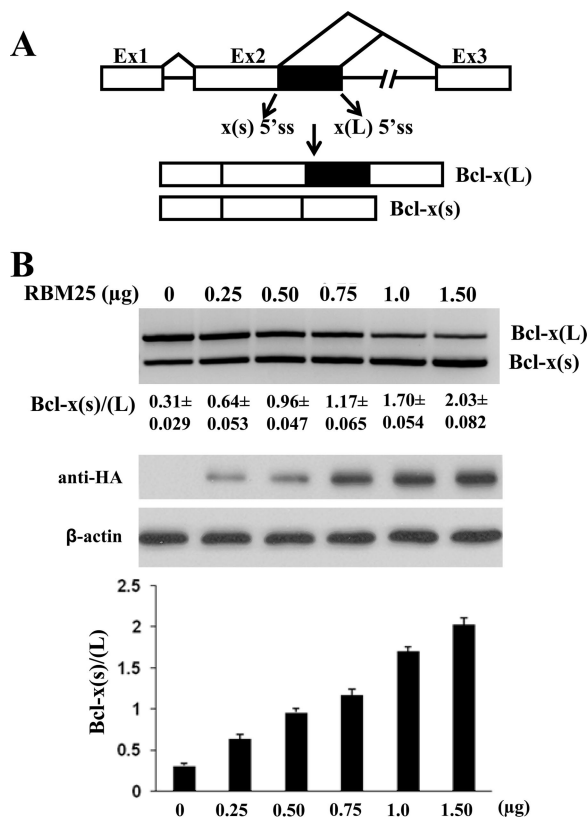 A
Ex1 Ex2 Ex3
x(s) 5'ss x(L) 5'ss
Bcl-x(L)
Bcl-x(s)
B
RBM25 (μg) 0 0.25 0.50 0.75 1.0 1.50
Bcl-x(L)
Bcl-x(s)
Bcl-x(s)/(L) 0.31± 0.64± 0.96± 1.17± 1.70± 2.03±
0.029 0.053 0.047 0.065 0.054 0.082
anti-HA
β-actin
Bcl-x(s)/(L)
2.5
2
1.5
1
0.5
0
0 0.25 0.50 0.75 1.0 1.50 (μg)